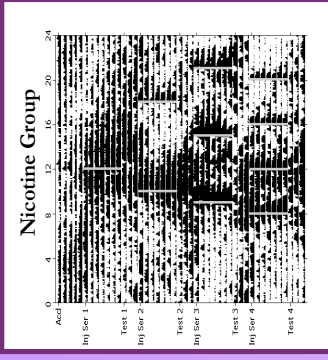 Nicotine Group
24
20
16
12
8
4
0
Acd
Inj Ser 1
Test 1
Inj Ser 2
Test 2
Inj Ser 3
Test 3
Inj Ser 4
Test 4